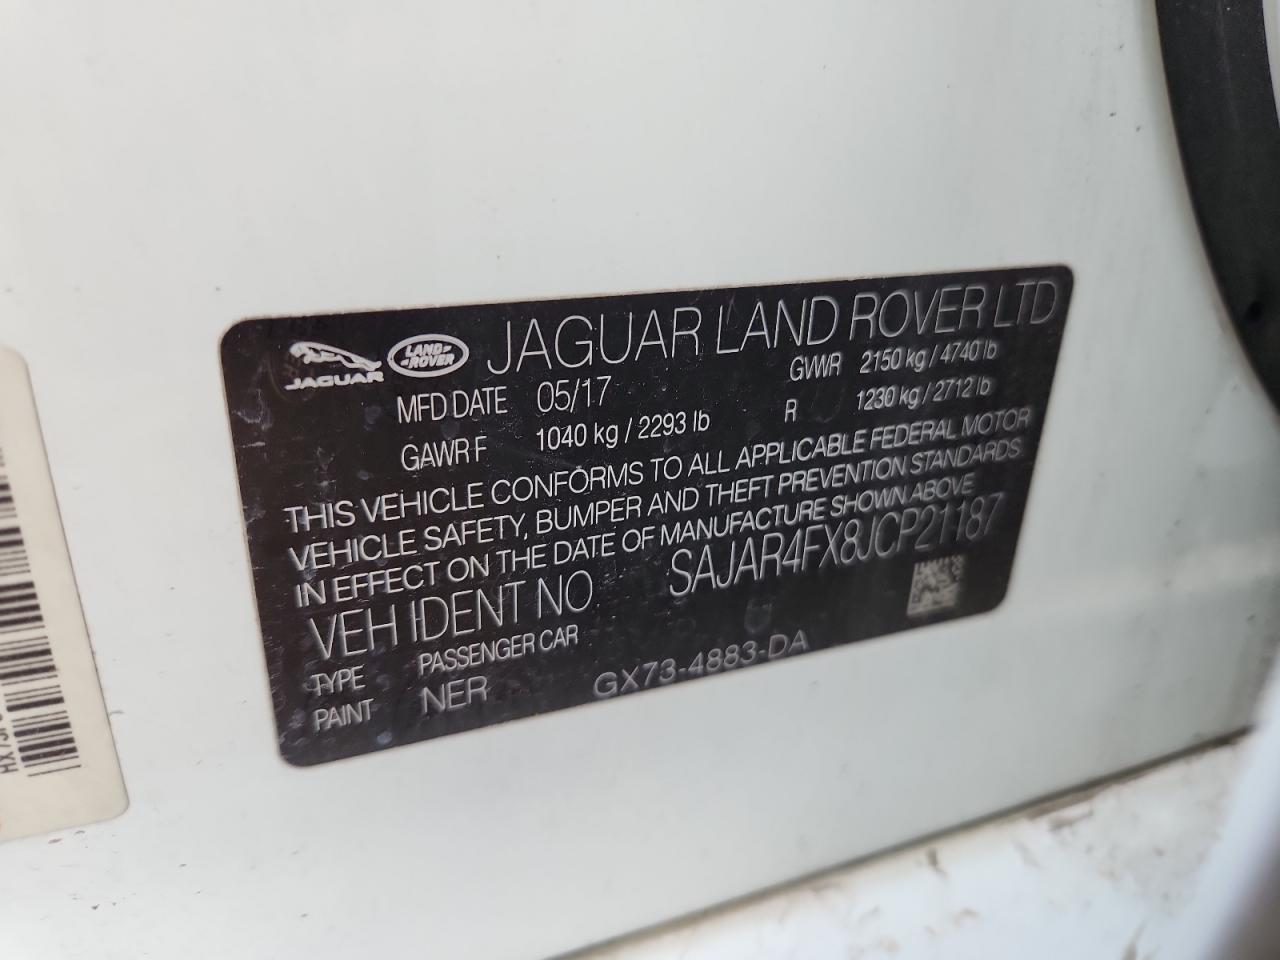 JAGUAR LAND-ROVER JAGUAR LAND ROVER LTD
MFD DATE 05/17 GVWR 2150 kg / 4740 lb
GAWR F 1040 kg / 2293 lb R 1230 kg / 2712 lb
THIS VEHICLE CONFORMS TO ALL APPLICABLE FEDERAL MOTOR
VEHICLE SAFETY, BUMPER AND THEFT PREVENTION STANDARDS
IN EFFECT ON THE DATE OF MANUFACTURE SHOWN ABOVE
VEH IDENT NO SAJAR4FX8JCP21187
TYPE PASSENGER CAR
PAINT NER GX73-4883-DA